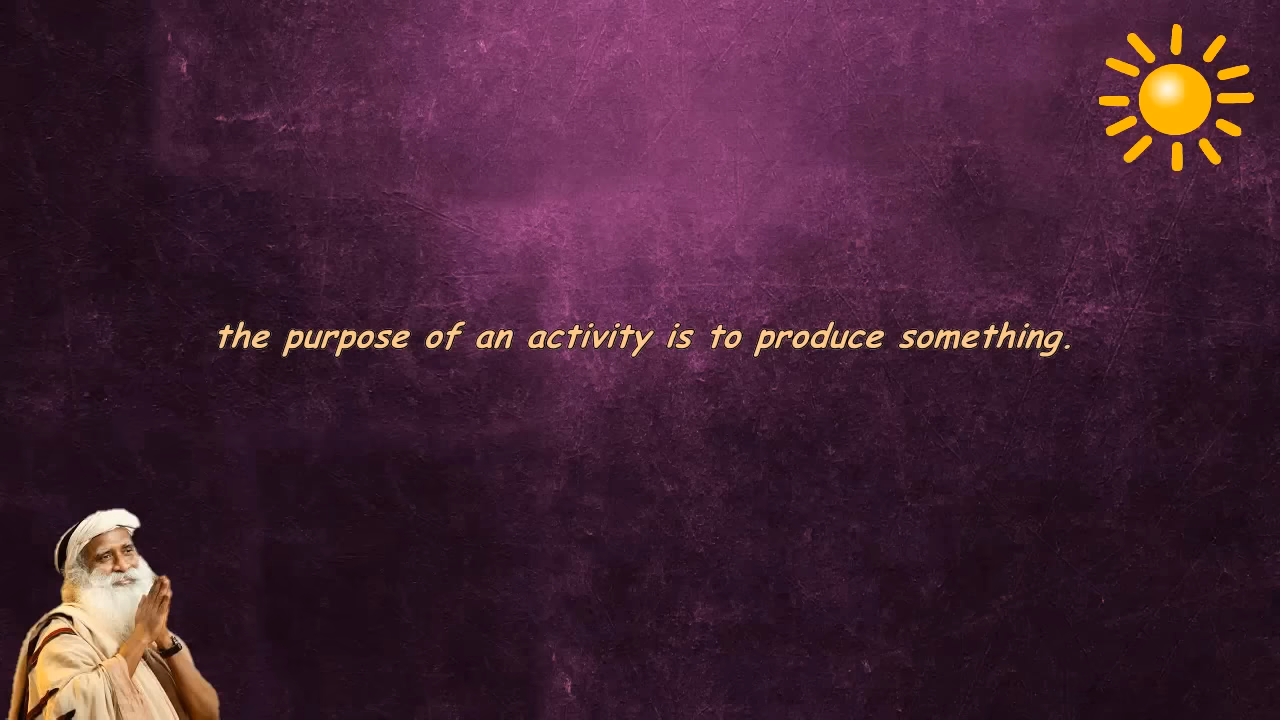 the purpose of an activity is to produce something.